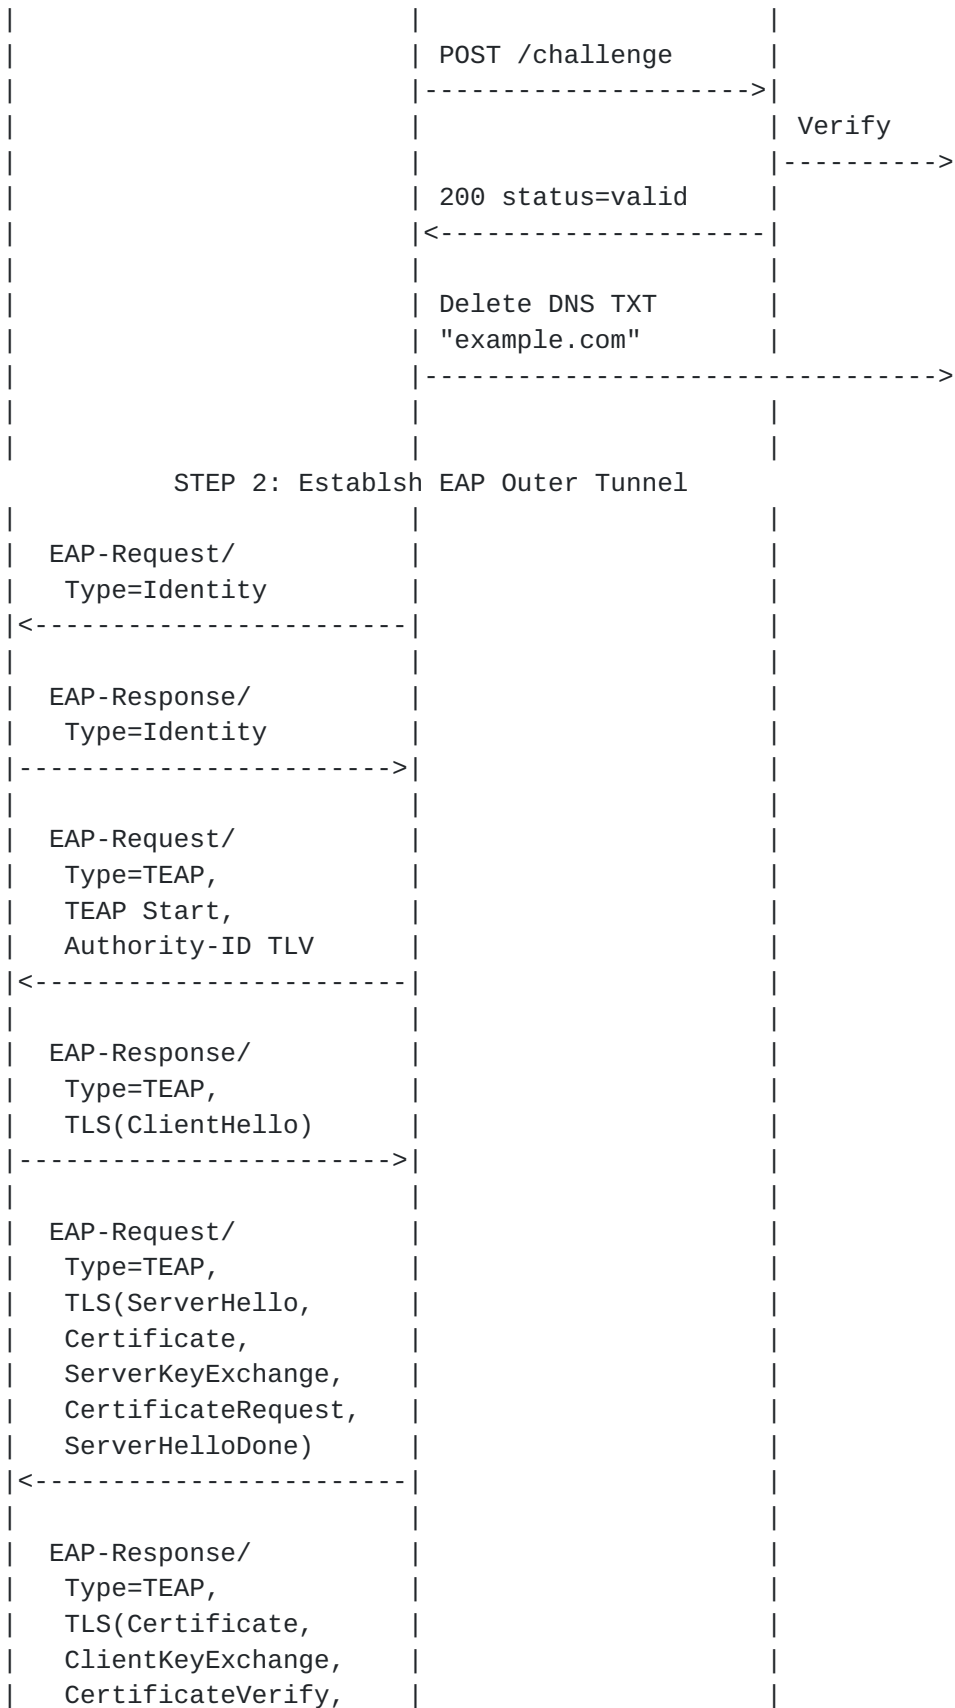 POST /challenge
Verify
200 status=valid
Delete DNS TXT
"example.com"
STEP 2: Establsh EAP Outer Tunnel
EAP-Request/
Type=Identity
EAP-Response/
Type=Identity
EAP-Request/
Type=TEAP,
TEAP Start,
Authority-ID TLV
EAP-Response/
Type=TEAP,
TLS(ClientHello)
EAP-Request/
Type=TEAP,
TLS(ServerHello,
Certificate,
ServerKeyExchange,
CertificateRequest,
ServerHelloDone)
EAP-Response/
Type=TEAP,
TLS(Certificate,
ClientKeyExchange,
CertificateVerify,